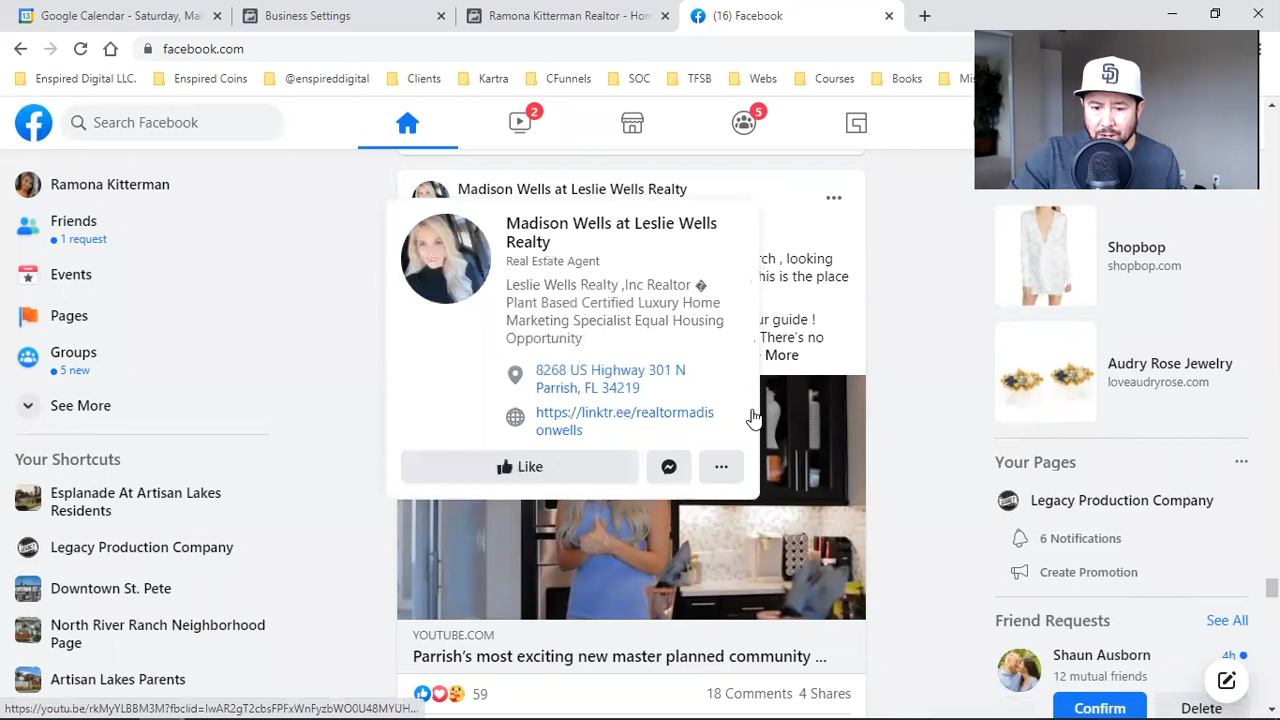 Google Calendar - Saturday, Ma
Business Settings
Ramona Kitterman Realtor - Hom
(16) Facebook
facebook.com
Enspired Digital LLC.
Enspired Coins
@enspireddigital
Clients
Kartra
CFunnels
SOC
TFSB
Webs
Courses
Books
Mis
Search Facebook
2
5
SD
Ramona Kitterman
Friends
1 request
Events
Pages
Groups
5 new
See More
Your Shortcuts
Esplanade At Artisan Lakes
Residents
Legacy Production Company
Downtown St. Pete
North River Ranch Neighborhood
Page
Artisan Lakes Parents
https://youtu.be/rkMyYLBBM3M?fbclid=IwAR2gT2cbsFPFxWnFyzbWO0U48MYUH...
Madison Wells at Leslie Wells Realty
Madison Wells at Leslie Wells
Realty
Real Estate Agent
Leslie Wells Realty ,Inc Realtor �
Plant Based Certified Luxury Home
Marketing Specialist Equal Housing
Opportunity
8268 US Highway 301 N
Parrish, FL 34219
https://linktr.ee/realtormadis
onwells
Like
rch , looking
his is the place
ur guide !
. There's no
More
YOUTUBE.COM
Parrish's most exciting new master planned community ...
59
18 Comments 4 Shares
Shopbop
shopbop.com
Audry Rose Jewelry
loveaudryrose.com
Your Pages
Legacy Production Company
6 Notifications
Create Promotion
Friend Requests
See All
Shaun Ausborn
4h
12 mutual friends
Confirm
Delete